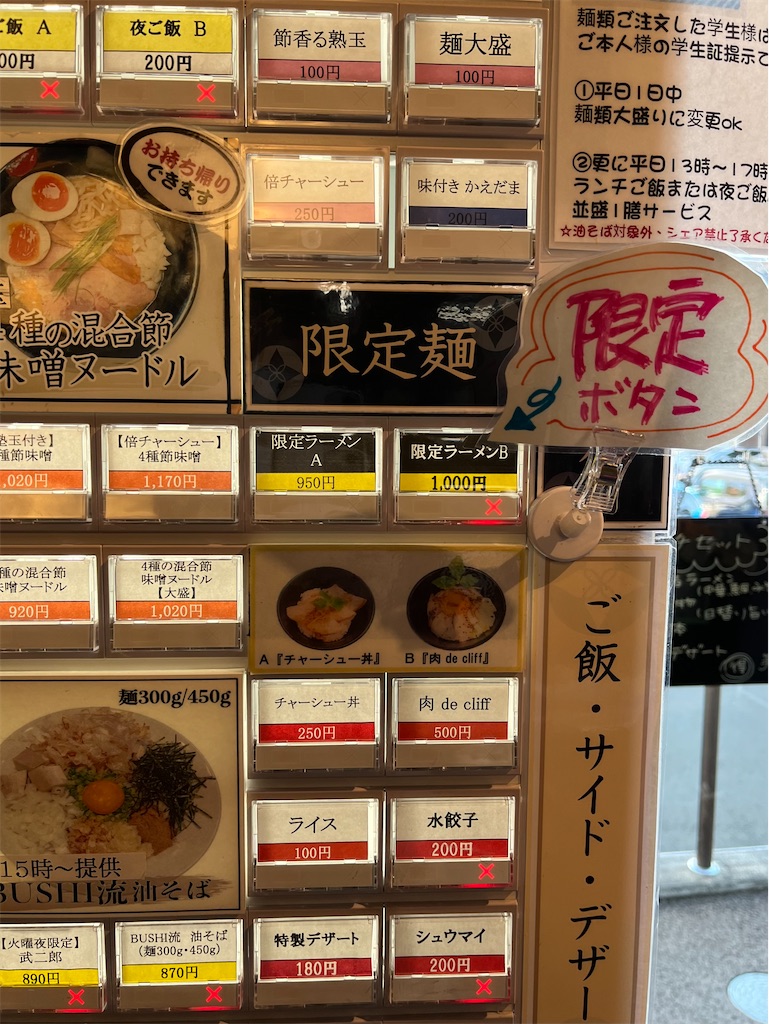 ご飯 A
00円
夜ご飯 B
200円
節香る熟玉
100円
麺大盛
100円
麺類ご注文した学生様は
ご本人様の学生証提示で
①平日1日中
麺類大盛りに変更ok
②更に平日13時～17時
ランチご飯または夜ご飯
並盛1膳サービス
☆油そば対象外、シェア禁止了承くだ
お持ち帰り
できます
倍チャーシュー
250円
味付き かえだま
200円
種の混合節
味噌ヌードル
限定麺
限定
ボタン
熟玉付き】
種節味噌
,020円
【倍チャーシュー】
4種節味噌
1,170円
限定ラーメン
A
950円
限定ラーメンB
1,000円
種の混合節
味噌ヌードル
920円
4種の混合節
味噌ヌードル
【大盛】
1,020円
A『チャーシュー丼』
B『肉 de cliff』
セット
ラーメン
デザート
麺300g/450g
15時～提供
BUSHI流油そば
チャーシュー丼
250円
肉 de cliff
500円
ライス
100円
水餃子
200円
ご飯・サイド・デザー
【火曜夜限定】
武二郎
890円
BUSHI流 油そば
(麺300g・450g)
870円
特製デザート
180円
シュウマイ
200円